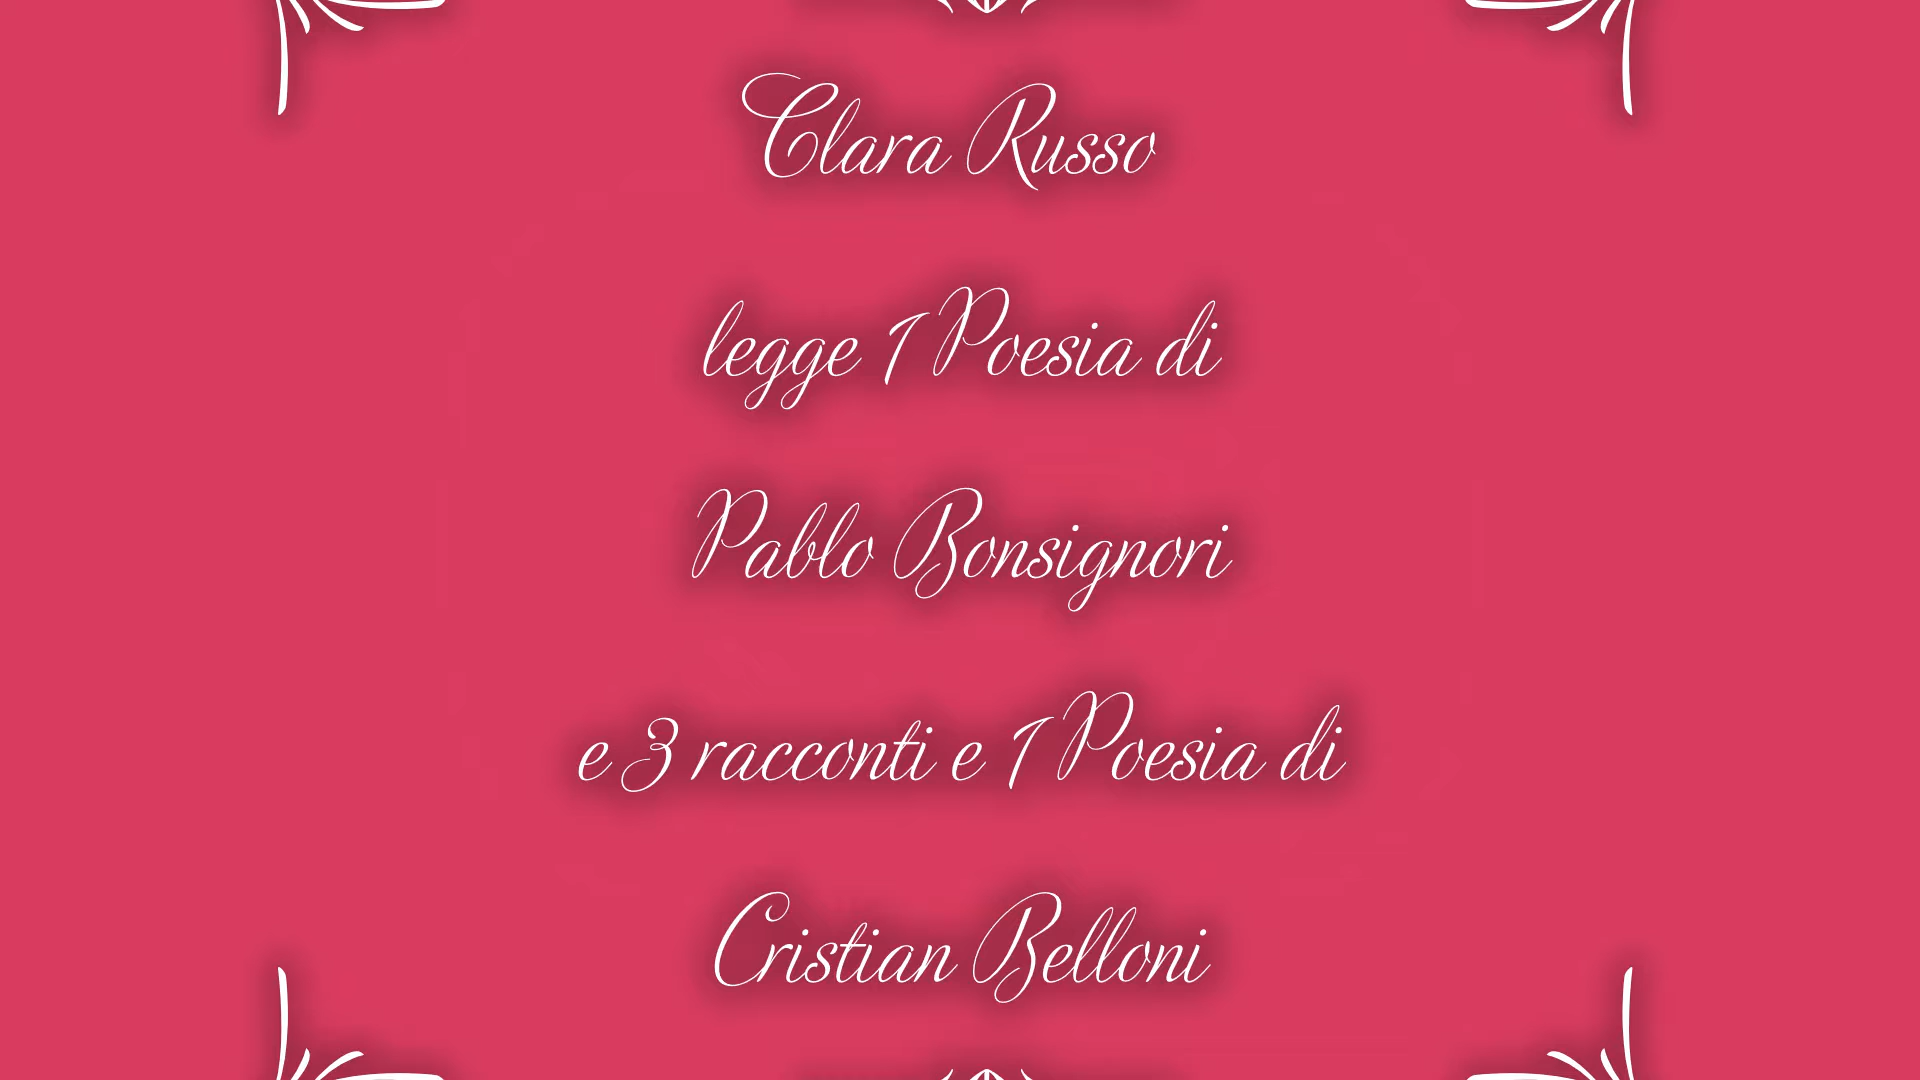 Clara Russo
legge 1 Poesia di
Pablo Bonsignori
e 3 racconti e 1 Poesia di
Cristian Belloni